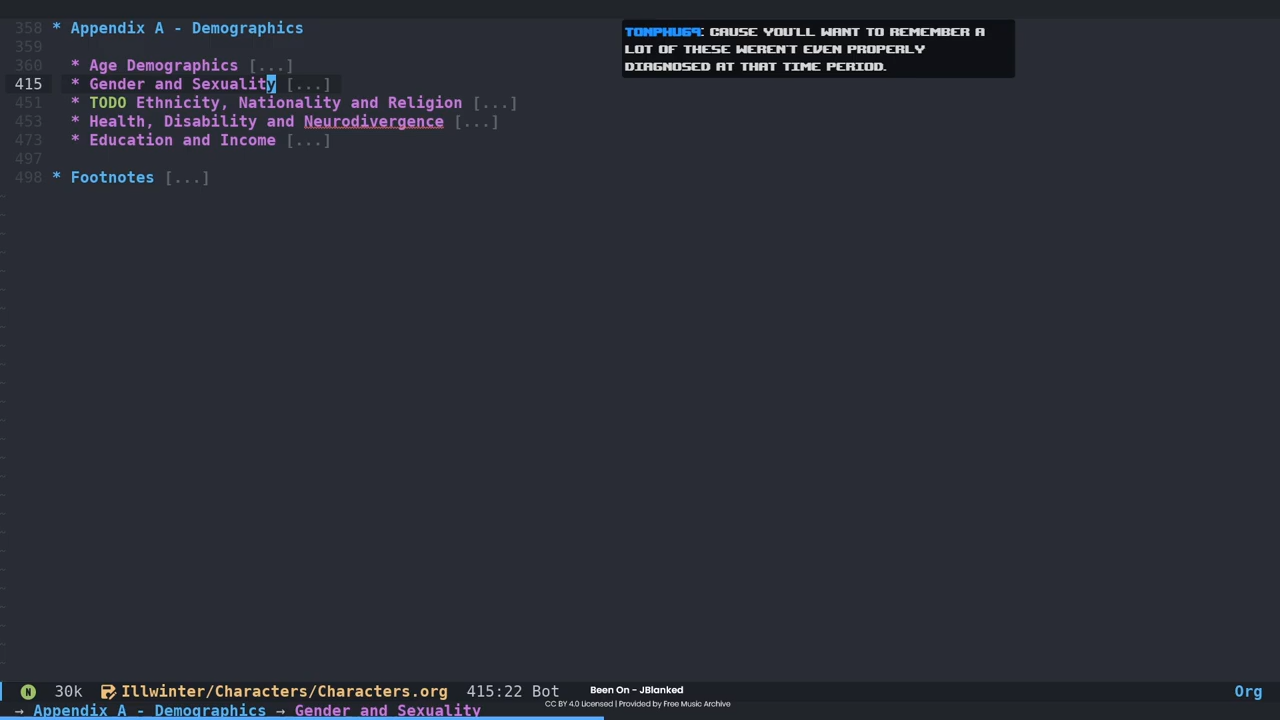 358 * Appendix A - Demographics
359
360 * Age Demographics [...]
415 * Gender and Sexuality [...]
451 * TODO Ethnicity, Nationality and Religion [...]
453 * Health, Disability and Neurodivergence [...]
473 * Education and Income [...]
497
498 * Footnotes [...]
TONPHU69: CAUSE YOU'LL WANT TO REMEMBER A
LOT OF THESE WEREN'T EVEN PROPERLY
DIAGNOSED AT THAT TIME PERIOD.
N 30k Illwinter/Characters/Characters.org 415:22 Bot Org
Been On - JBlanked
CC BY 4.0 Licensed | Provided by Free Music Archive
→ Appendix A - Demographics → Gender and Sexuality